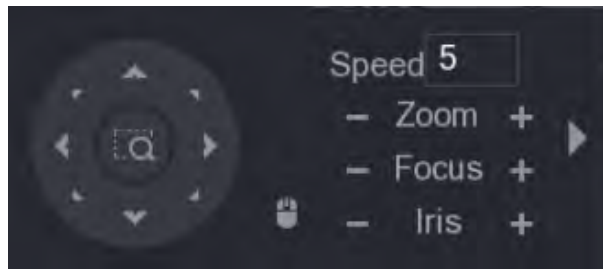 Speed 5
− Zoom +
− Focus +
− Iris +